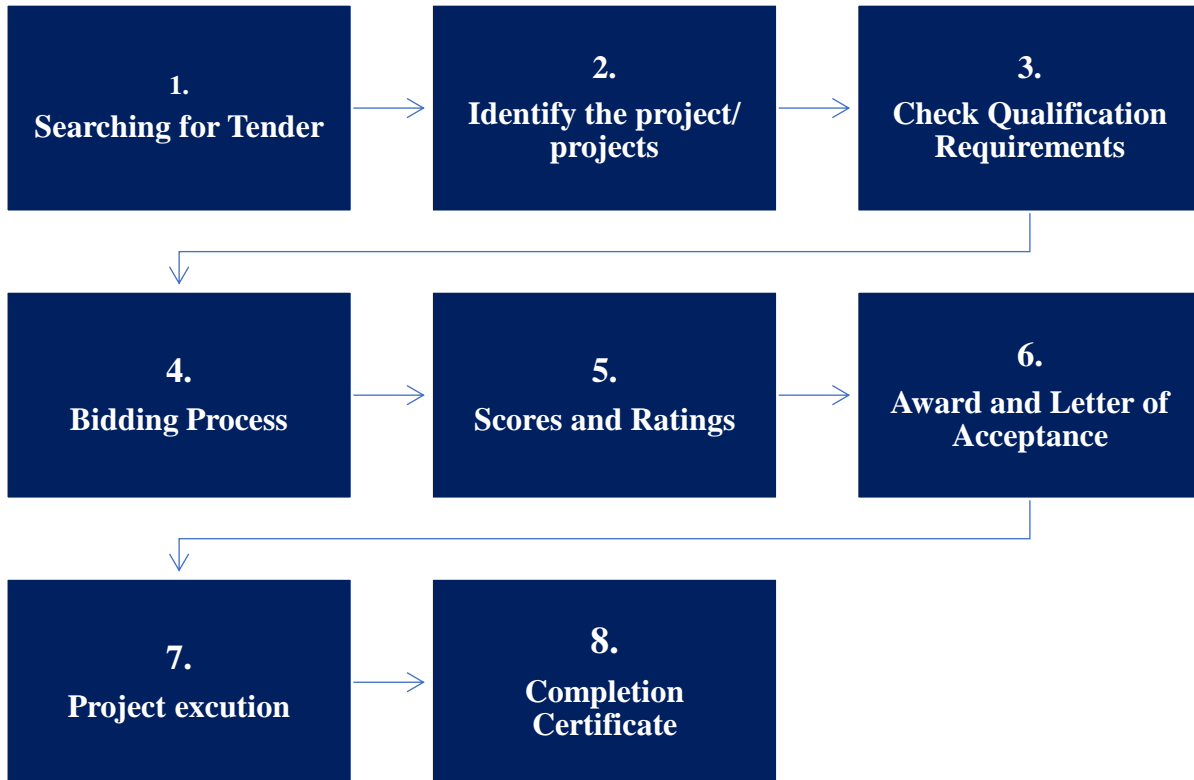 1.
Searching for Tender
2.
Identify the project/
projects
3.
Check Qualification
Requirements
4.
Bidding Process
5.
Scores and Ratings
6.
Award and Letter of
Acceptance
7.
Project excution
8.
Completion
Certificate